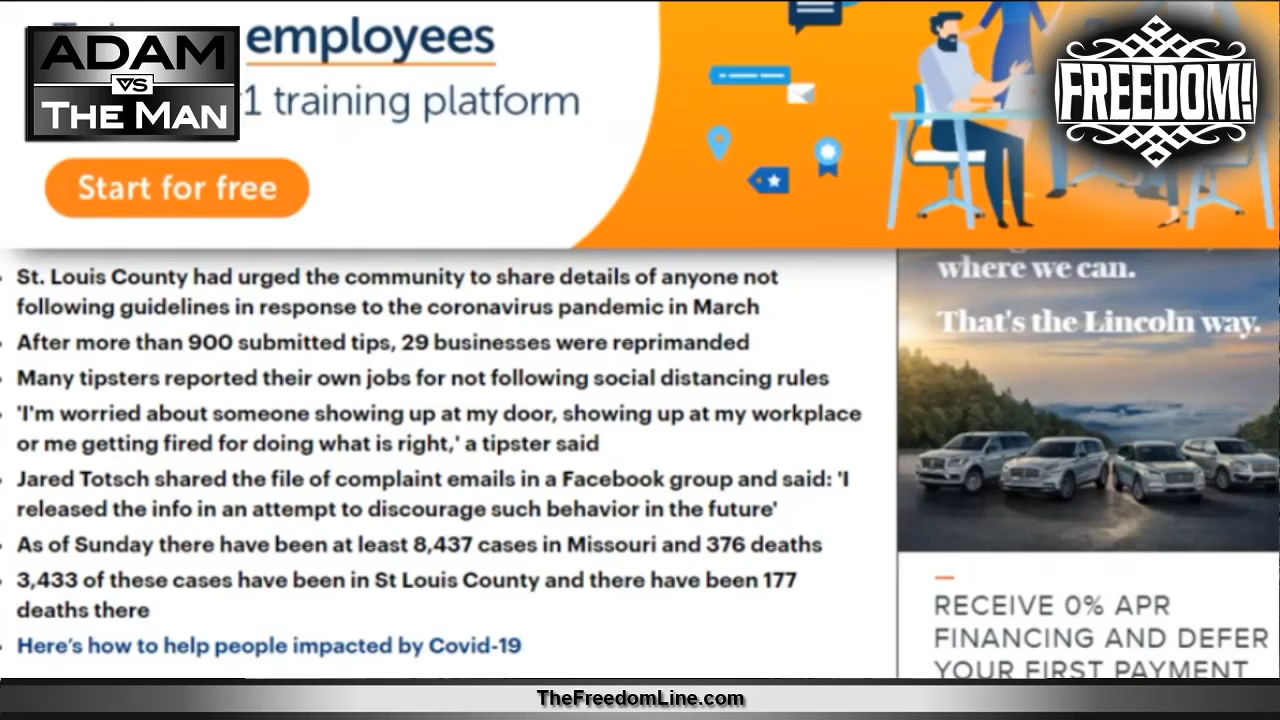 ADAM
VS
THE MAN
employees
1 training platform
Start for free
FREEDOM!
St. Louis County had urged the community to share details of anyone not
following guidelines in response to the coronavirus pandemic in March
After more than 900 submitted tips, 29 businesses were reprimanded
Many tipsters reported their own jobs for not following social distancing rules
'I'm worried about someone showing up at my door, showing up at my workplace
or me getting fired for doing what is right,' a tipster said
Jared Totsch shared the file of complaint emails in a Facebook group and said: 'I
released the info in an attempt to discourage such behavior in the future'
As of Sunday there have been at least 8,437 cases in Missouri and 376 deaths
3,433 of these cases have been in St Louis County and there have been 177
deaths there
Here's how to help people impacted by Covid-19
where we can.
That's the Lincoln way.
RECEIVE 0% APR
FINANCING AND DEFER
YOUR FIRST PAYMENT
TheFreedomLine.com